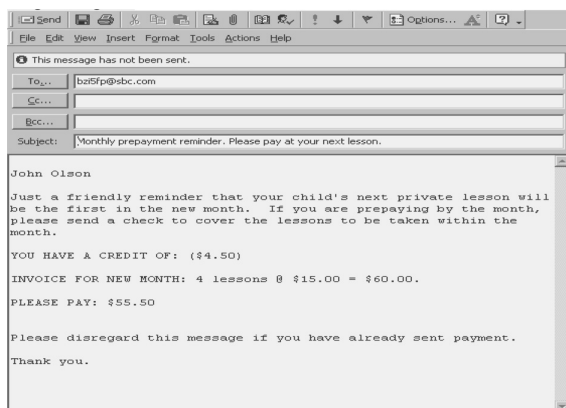 Send Options...
File Edit View Insert Format Tools Actions Help
This message has not been sent.
To... bzi5fp@sbc.com
Cc...
Bcc...
Subject: Monthly prepayment reminder. Please pay at your next lesson.
John Olson
Just a friendly reminder that your child's next private lesson will
be the first in the new month. If you are prepaying by the month,
please send a check to cover the lessons to be taken within the
month.
YOU HAVE A CREDIT OF: ($4.50)
INVOICE FOR NEW MONTH: 4 lessons @ $15.00 = $60.00.
PLEASE PAY: $55.50
Please disregard this message if you have already sent payment.
Thank you.